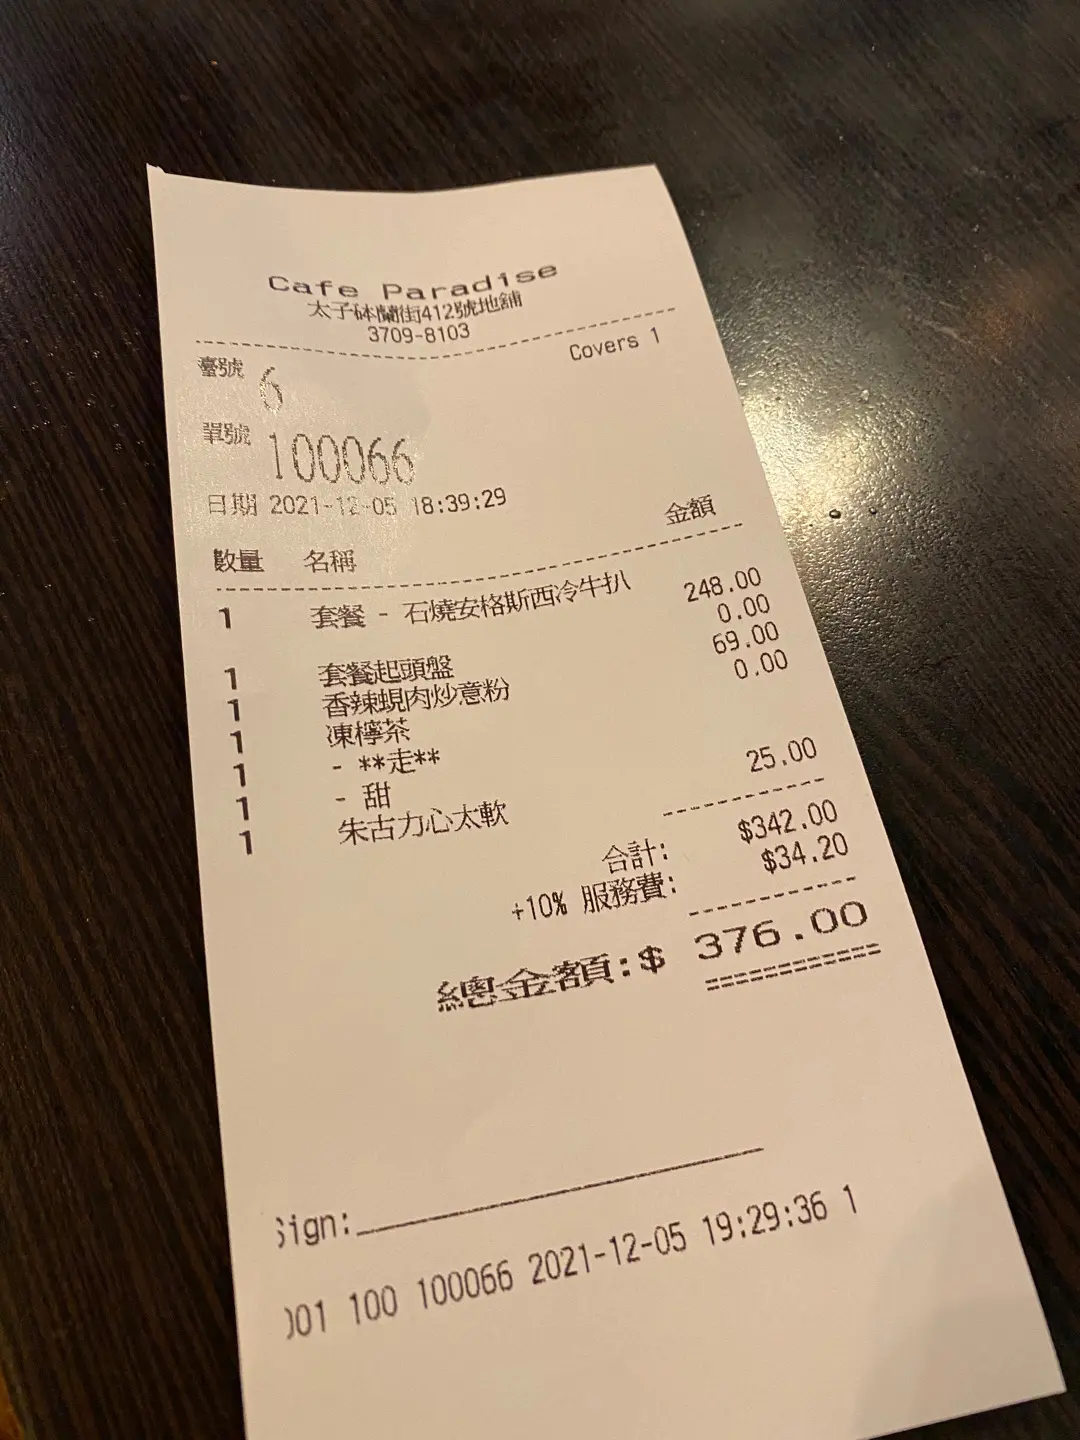 Cafe Paradise
太子砵蘭街412號地舖
3709-8103
Covers 1
臺號 6
單號 100066
日期 2021-12-05 18:39:29
數量 名稱 金額
1 套餐 - 石燒安格斯西冷牛扒 248.00
1 套餐起頭盤 0.00
1 香辣蜆肉炒意粉 69.00
1 凍檸茶 0.00
1 - **走**
1 - 甜
1 朱古力心太軟 25.00
合計: $342.00
+10% 服務費: $34.20
總金額:$ 376.00
Sign:
001 100 100066 2021-12-05 19:29:36 1